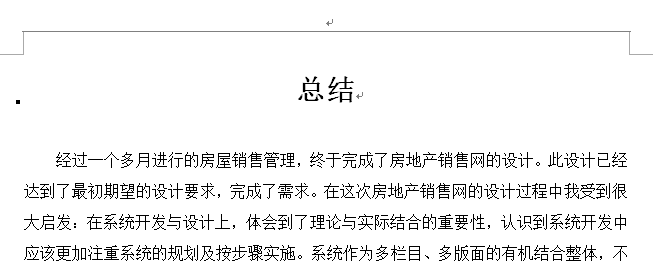 总结
经过一个多月进行的房屋销售管理，终于完成了房地产销售网的设计。此设计已经
达到了最初期望的设计要求，完成了需求。在这次房地产销售网的设计过程中我受到很
大启发：在系统开发与设计上，体会到了理论与实际结合的重要性，认识到系统开发中
应该更加注重系统的规划及按步骤实施。系统作为多栏目、多版面的有机结合整体，不